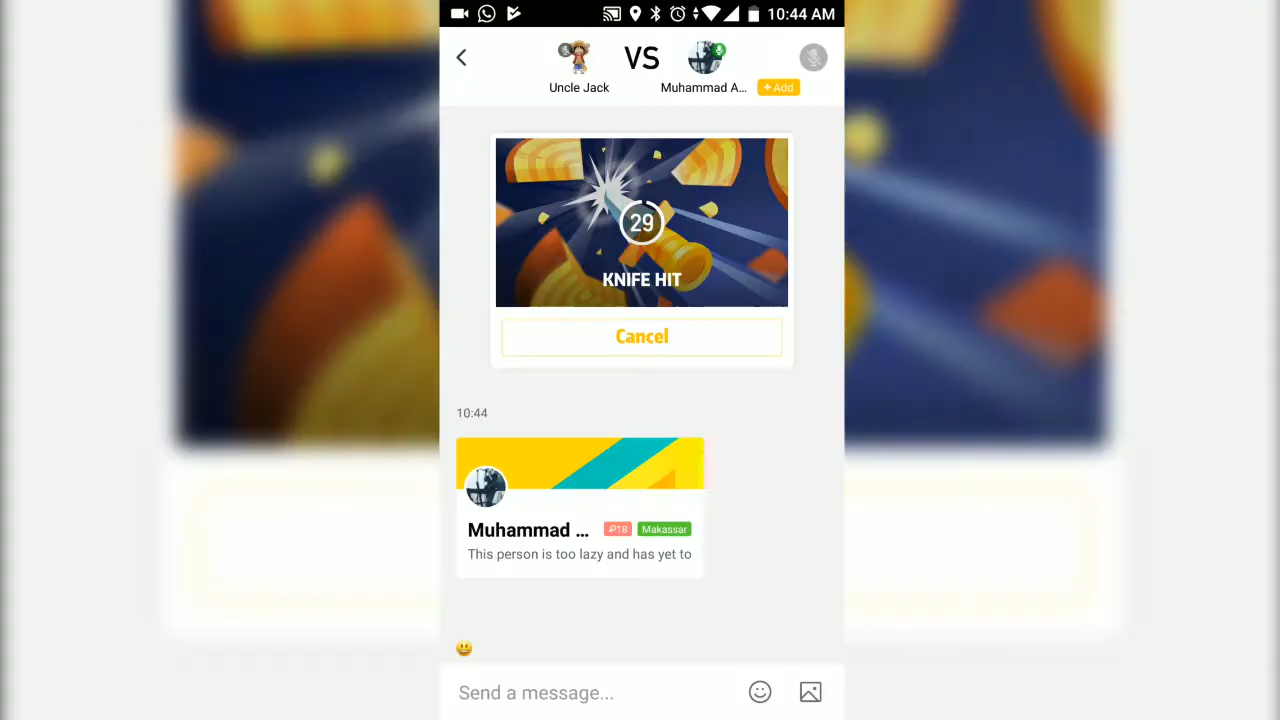 10:44 AM
VS
Uncle Jack
Muhammad A...
+Add
29
KNIFE HIT
Cancel
10:44
Muhammad ...
18
Makassar
This person is too lazy and has yet to
Send a message...